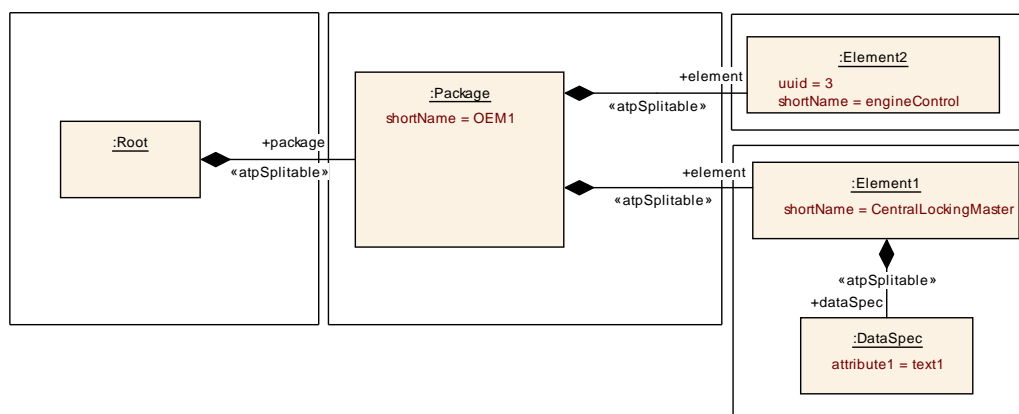 :Root
+package
«atpSplitable»
:Package
shortName = OEM1
+element
«atpSplitable»
:Element2
uuid = 3
shortName = engineControl
+element
«atpSplitable»
:Element1
shortName = CentralLockingMaster
«atpSplitable»
+dataSpec
:DataSpec
attribute1 = text1